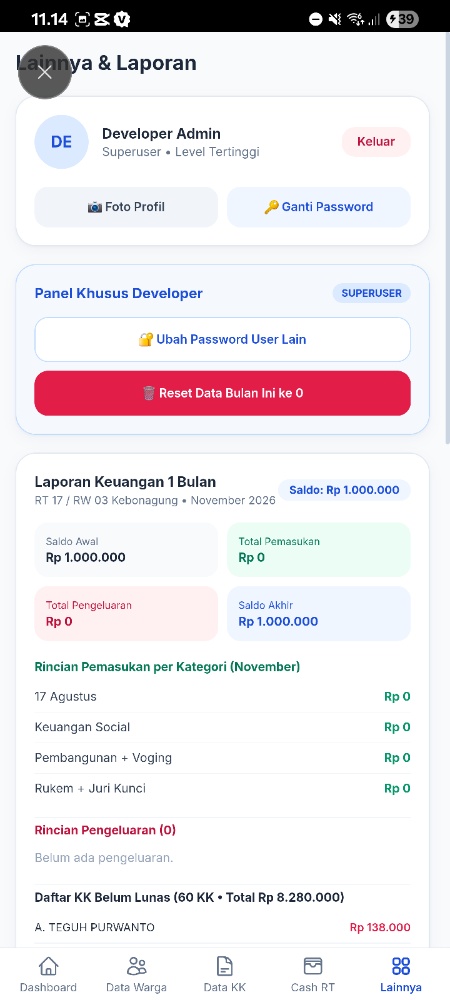 11.14
39
Lainnya & Laporan
DE
Developer Admin
Superuser • Level Tertinggi
Keluar
Foto Profil
Ganti Password
Panel Khusus Developer
SUPERUSER
Ubah Password User Lain
Reset Data Bulan Ini ke 0
Laporan Keuangan 1 Bulan
RT 17 / RW 03 Kebonagung • November 2026
Saldo: Rp 1.000.000
Saldo Awal
Rp 1.000.000
Total Pemasukan
Rp 0
Total Pengeluaran
Rp 0
Saldo Akhir
Rp 1.000.000
Rincian Pemasukan per Kategori (November)
17 Agustus Rp 0
Keuangan Social Rp 0
Pembangunan + Voging Rp 0
Rukem + Juri Kunci Rp 0
Rincian Pengeluaran (0)
Belum ada pengeluaran.
Daftar KK Belum Lunas (60 KK • Total Rp 8.280.000)
A. TEGUH PURWANTO Rp 138.000
Dashboard
Data Warga
Data KK
Cash RT
Lainnya